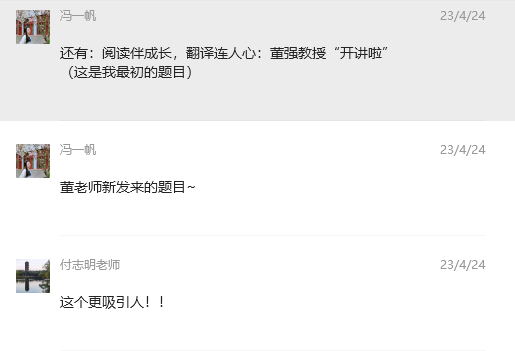 冯一帆
23/4/24
还有：阅读伴成长，翻译连人心：董强教授“开讲啦”
（这是我最初的题目）
冯一帆
23/4/24
董老师新发来的题目~
付志明老师
23/4/24
这个更吸引人！！